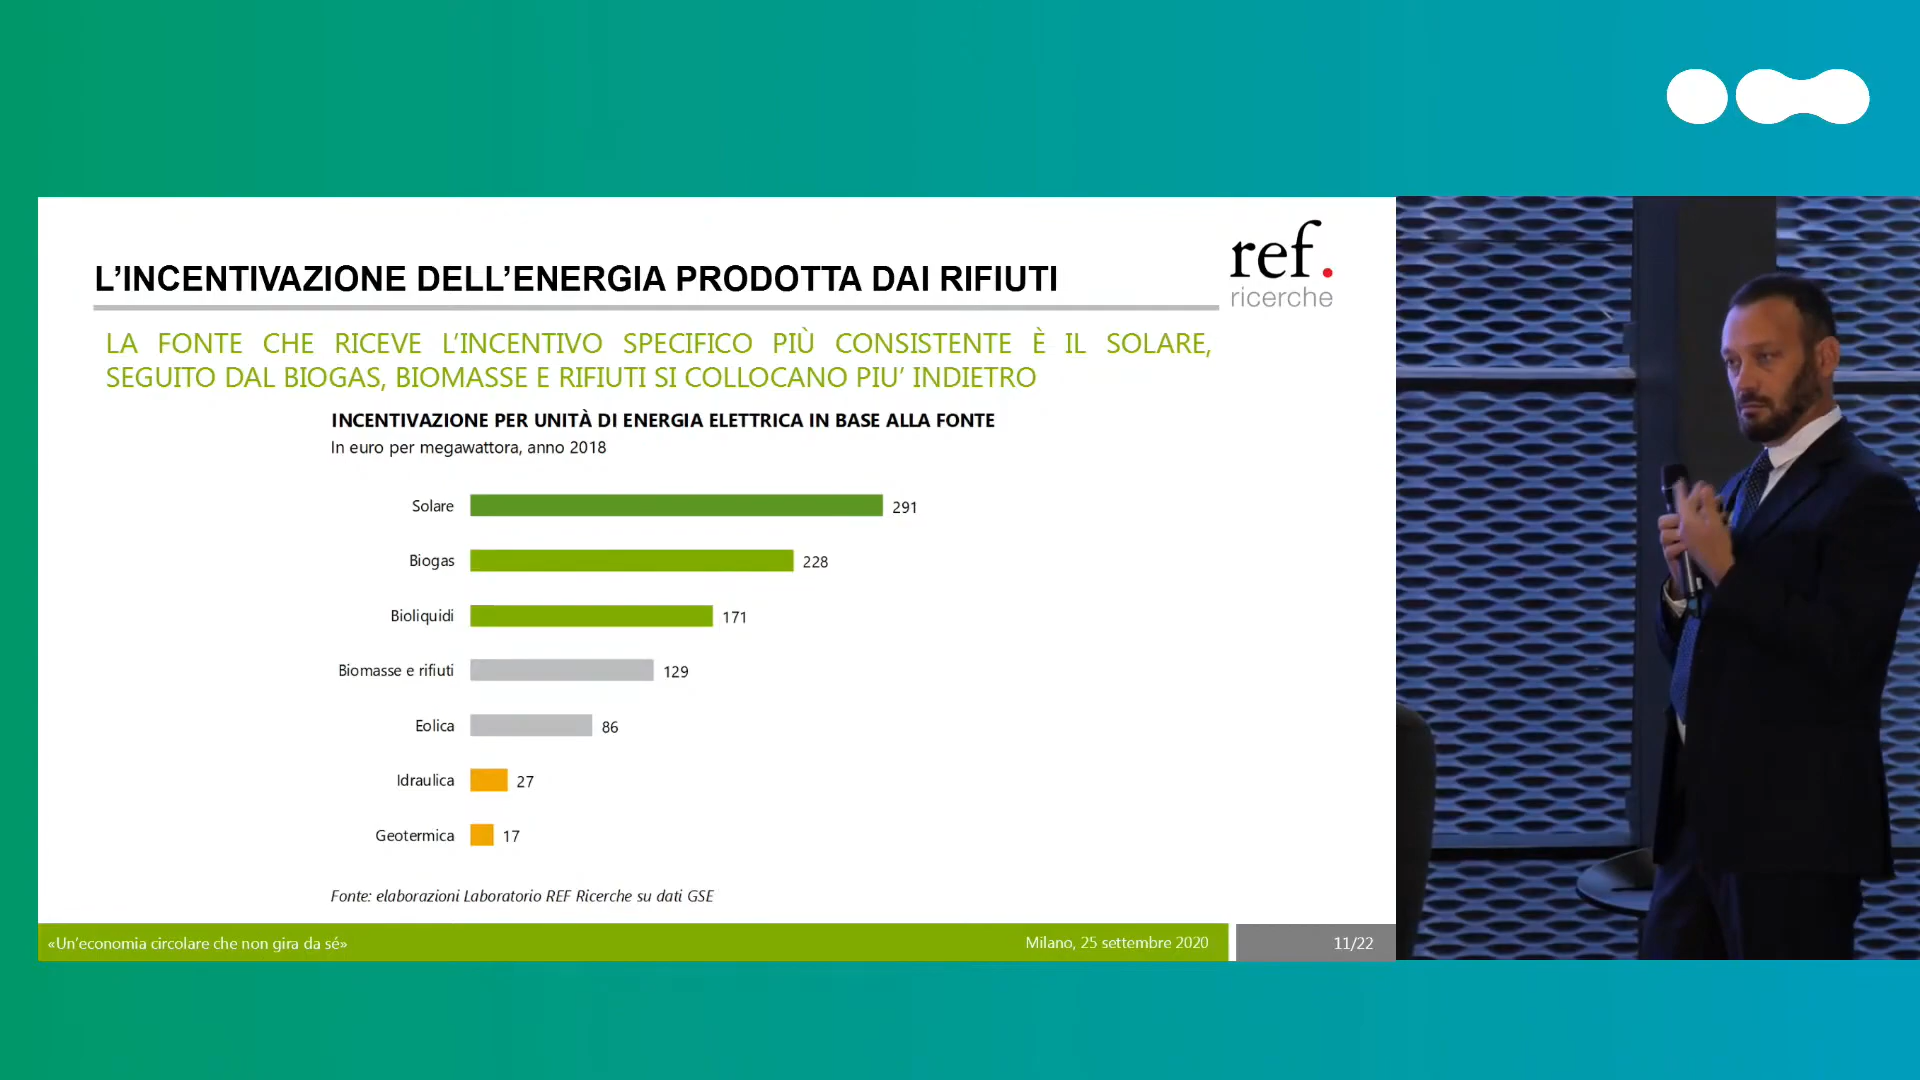 ref.
ricerche
L’INCENTIVAZIONE DELL’ENERGIA PRODOTTA DAI RIFIUTI
LA FONTE CHE RICEVE L’INCENTIVO SPECIFICO PIÙ CONSISTENTE È IL SOLARE,
SEGUITO DAL BIOGAS, BIOMASSE E RIFIUTI SI COLLOCANO PIU’ INDIETRO
INCENTIVAZIONE PER UNITÀ DI ENERGIA ELETTRICA IN BASE ALLA FONTE
In euro per megawattora, anno 2018
Solare 291
Biogas 228
Bioliquidi 171
Biomasse e rifiuti 129
Eolica 86
Idraulica 27
Geotermica 17
Fonte: elaborazioni Laboratorio REF Ricerche su dati GSE
«Un’economia circolare che non gira da sé» Milano, 25 settembre 2020 11/22